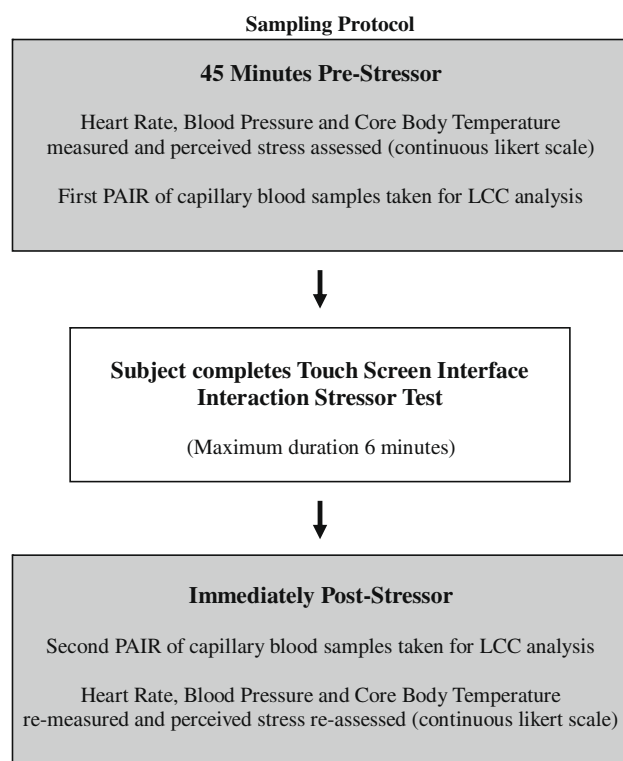 Sampling Protocol
45 Minutes Pre-Stressor
Heart Rate, Blood Pressure and Core Body Temperature
measured and perceived stress assessed (continuous likert scale)
First PAIR of capillary blood samples taken for LCC analysis
Subject completes Touch Screen Interface
Interaction Stressor Test
(Maximum duration 6 minutes)
Immediately Post-Stressor
Second PAIR of capillary blood samples taken for LCC analysis
Heart Rate, Blood Pressure and Core Body Temperature
re-measured and perceived stress re-assessed (continuous likert scale)